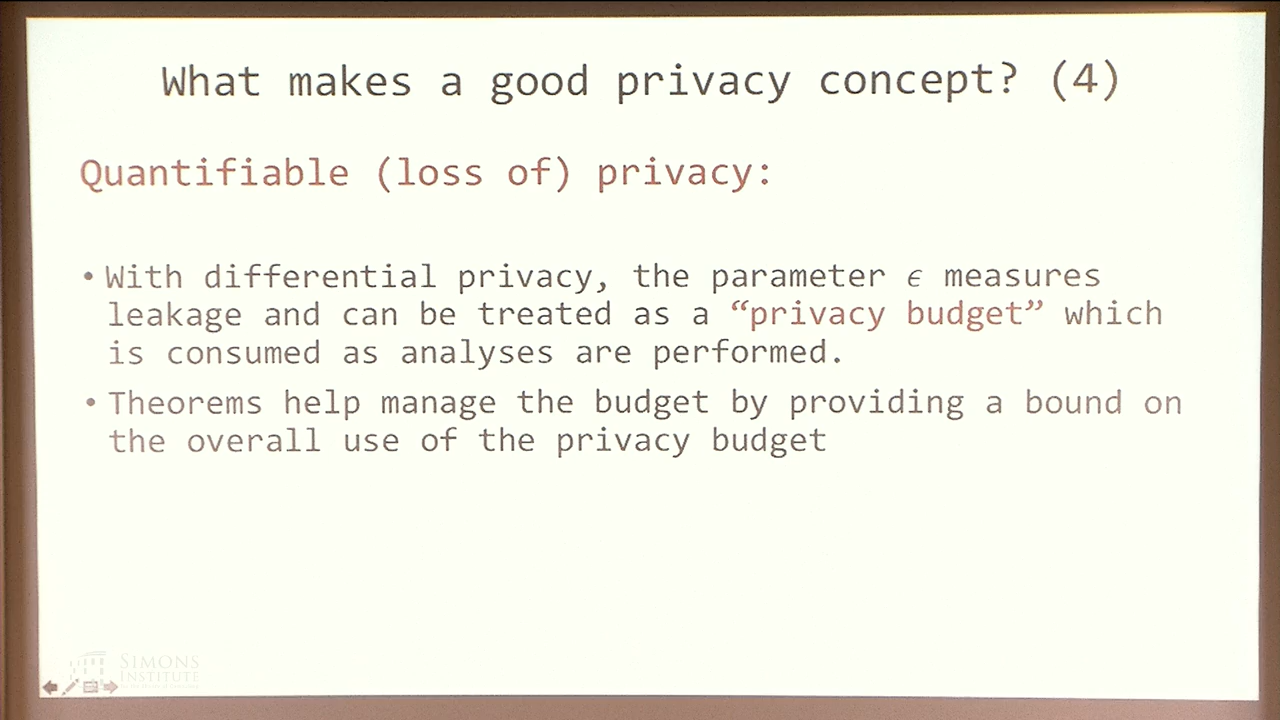 What makes a good privacy concept? (4)
Quantifiable (loss of) privacy:
• With differential privacy, the parameter ϵ measures
leakage and can be treated as a “privacy budget” which
is consumed as analyses are performed.
• Theorems help manage the budget by providing a bound on
the overall use of the privacy budget
SIMONS
INSTITUTE